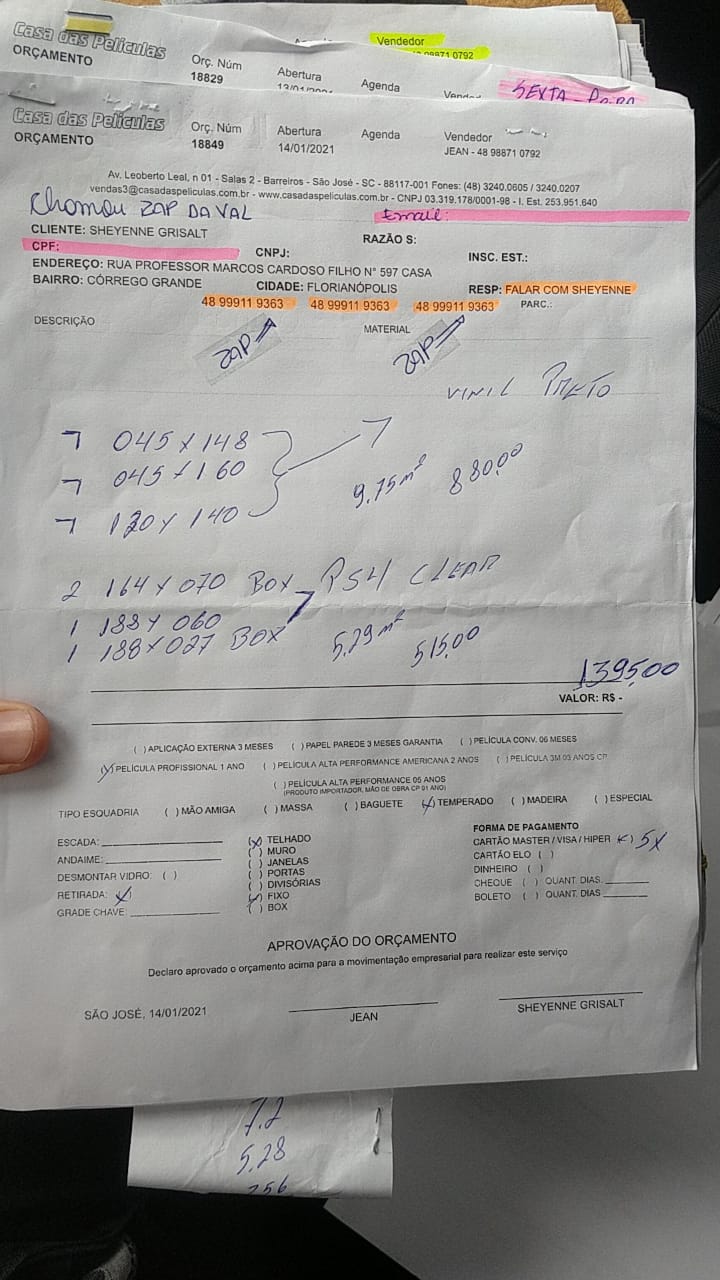 Casa das Películas
ORÇAMENTO
Orç. Núm
18829
Abertura
13/01/2021
Agenda
Vendedor
48 98871 0792
SEXTA-
Casa das Películas
ORÇAMENTO
Orç. Núm
18849
Abertura
14/01/2021
Agenda
Vendedor
JEAN - 48 98871 0792
Av. Leoberto Leal, n 01 - Salas 2 - Barreiros - São José - SC - 88117-001 Fones: (48) 3240.0605 / 3240.0207
vendas3@casadaspeliculas.com.br - www.casadaspeliculas.com.br - CNPJ 03.319.178/0001-98 - I. Est. 253.951.640
Chamou ZAP DA VAL
Email:
CLIENTE: SHEYENNE GRISALT
RAZÃO S:
CPF:
CNPJ:
INSC. EST.:
ENDEREÇO: RUA PROFESSOR MARCOS CARDOSO FILHO N° 597 CASA
BAIRRO: CÓRREGO GRANDE
CIDADE: FLORIANÓPOLIS
RESP: FALAR COM SHEYENNE
48 99911 9363 48 99911 9363 48 99911 9363 PARC.:
DESCRIÇÃO
MATERIAL
ZAP
ZAP
VINIL PRETO
7 045 x 148
7 045 x 160
7 120 x 140
9,75 m² 880,00
2 164 x 070 BOX PS4 CLEAR
1 188 x 060
1 188 x 027 BOX
5,29 m² 515,00
1395,00
VALOR: R$ -
( ) APLICAÇÃO EXTERNA 3 MESES ( ) PAPEL PAREDE 3 MESES GARANTIA ( ) PELÍCULA CONV. 06 MESES
(x) PELÍCULA PROFISSIONAL 1 ANO ( ) PELÍCULA ALTA PERFORMANCE AMERICANA 2 ANOS ( ) PELÍCULA 3M 03 ANOS CP
( ) PELÍCULA ALTA PERFORMANCE 05 ANOS
(PRODUTO IMPORTADOR, MÃO DE OBRA CP 01 ANO)
TIPO ESQUADRIA ( ) MÃO AMIGA ( ) MASSA ( ) BAGUETE (x) TEMPERADO ( ) MADEIRA ( ) ESPECIAL
ESCADA:
ANDAIME:
DESMONTAR VIDRO: ( )
RETIRADA: x
GRADE CHAVE:
(x) TELHADO
( ) MURO
( ) JANELAS
( ) PORTAS
( ) DIVISÓRIAS
(x) FIXO
( ) BOX
FORMA DE PAGAMENTO
CARTÃO MASTER / VISA / HIPER (x) 5x
CARTÃO ELO ( )
DINHEIRO ( )
CHEQUE ( ) QUANT. DIAS.
BOLETO ( ) QUANT. DIAS
APROVAÇÃO DO ORÇAMENTO
Declaro aprovado o orçamento acima para a movimentação empresarial para realizar este serviço
SÃO JOSÉ, 14/01/2021
JEAN
SHEYENNE GRISALT
7.2
5,28